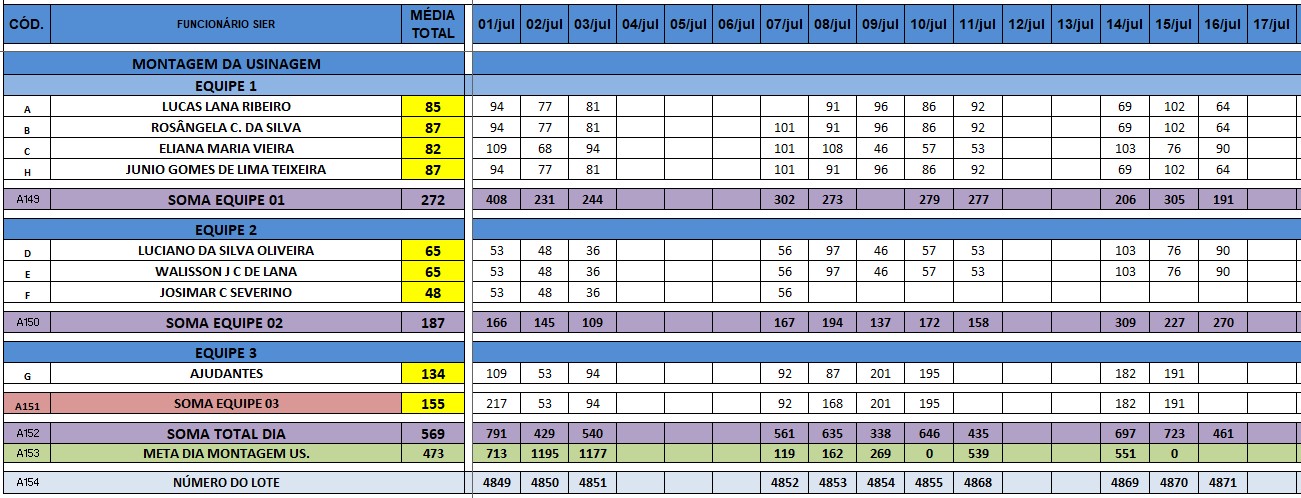 CÓD. FUNCIONÁRIO SIER MÉDIA TOTAL 01/jul 02/jul 03/jul 04/jul 05/jul 06/jul 07/jul 08/jul 09/jul 10/jul 11/jul 12/jul 13/jul 14/jul 15/jul 16/jul 17/jul
MONTAGEM DA USINAGEM
EQUIPE 1
A LUCAS LANA RIBEIRO 85 94 77 81 91 96 86 92 69 102 64
B ROSÂNGELA C. DA SILVA 87 94 77 81 101 91 96 86 92 69 102 64
C ELIANA MARIA VIEIRA 82 109 68 94 101 108 46 57 53 103 76 90
H JUNIO GOMES DE LIMA TEIXEIRA 87 94 77 81 101 91 96 86 92 69 102 64
A149 SOMA EQUIPE 01 272 408 231 244 302 273 279 277 206 305 191
EQUIPE 2
D LUCIANO DA SILVA OLIVEIRA 65 53 48 36 56 97 46 57 53 103 76 90
E WALISSON J C DE LANA 65 53 48 36 56 97 46 57 53 103 76 90
F JOSIMAR C SEVERINO 48 53 48 36 56
A150 SOMA EQUIPE 02 187 166 145 109 167 194 137 172 158 309 227 270
EQUIPE 3
G AJUDANTES 134 109 53 94 92 87 201 195 182 191
A151 SOMA EQUIPE 03 155 217 53 94 92 168 201 195 182 191
A152 SOMA TOTAL DIA 569 791 429 540 561 635 338 646 435 697 723 461
A153 META DIA MONTAGEM US. 473 713 1195 1177 119 162 269 0 539 551 0
A154 NÚMERO DO LOTE 4849 4850 4851 4852 4853 4854 4855 4868 4869 4870 4871